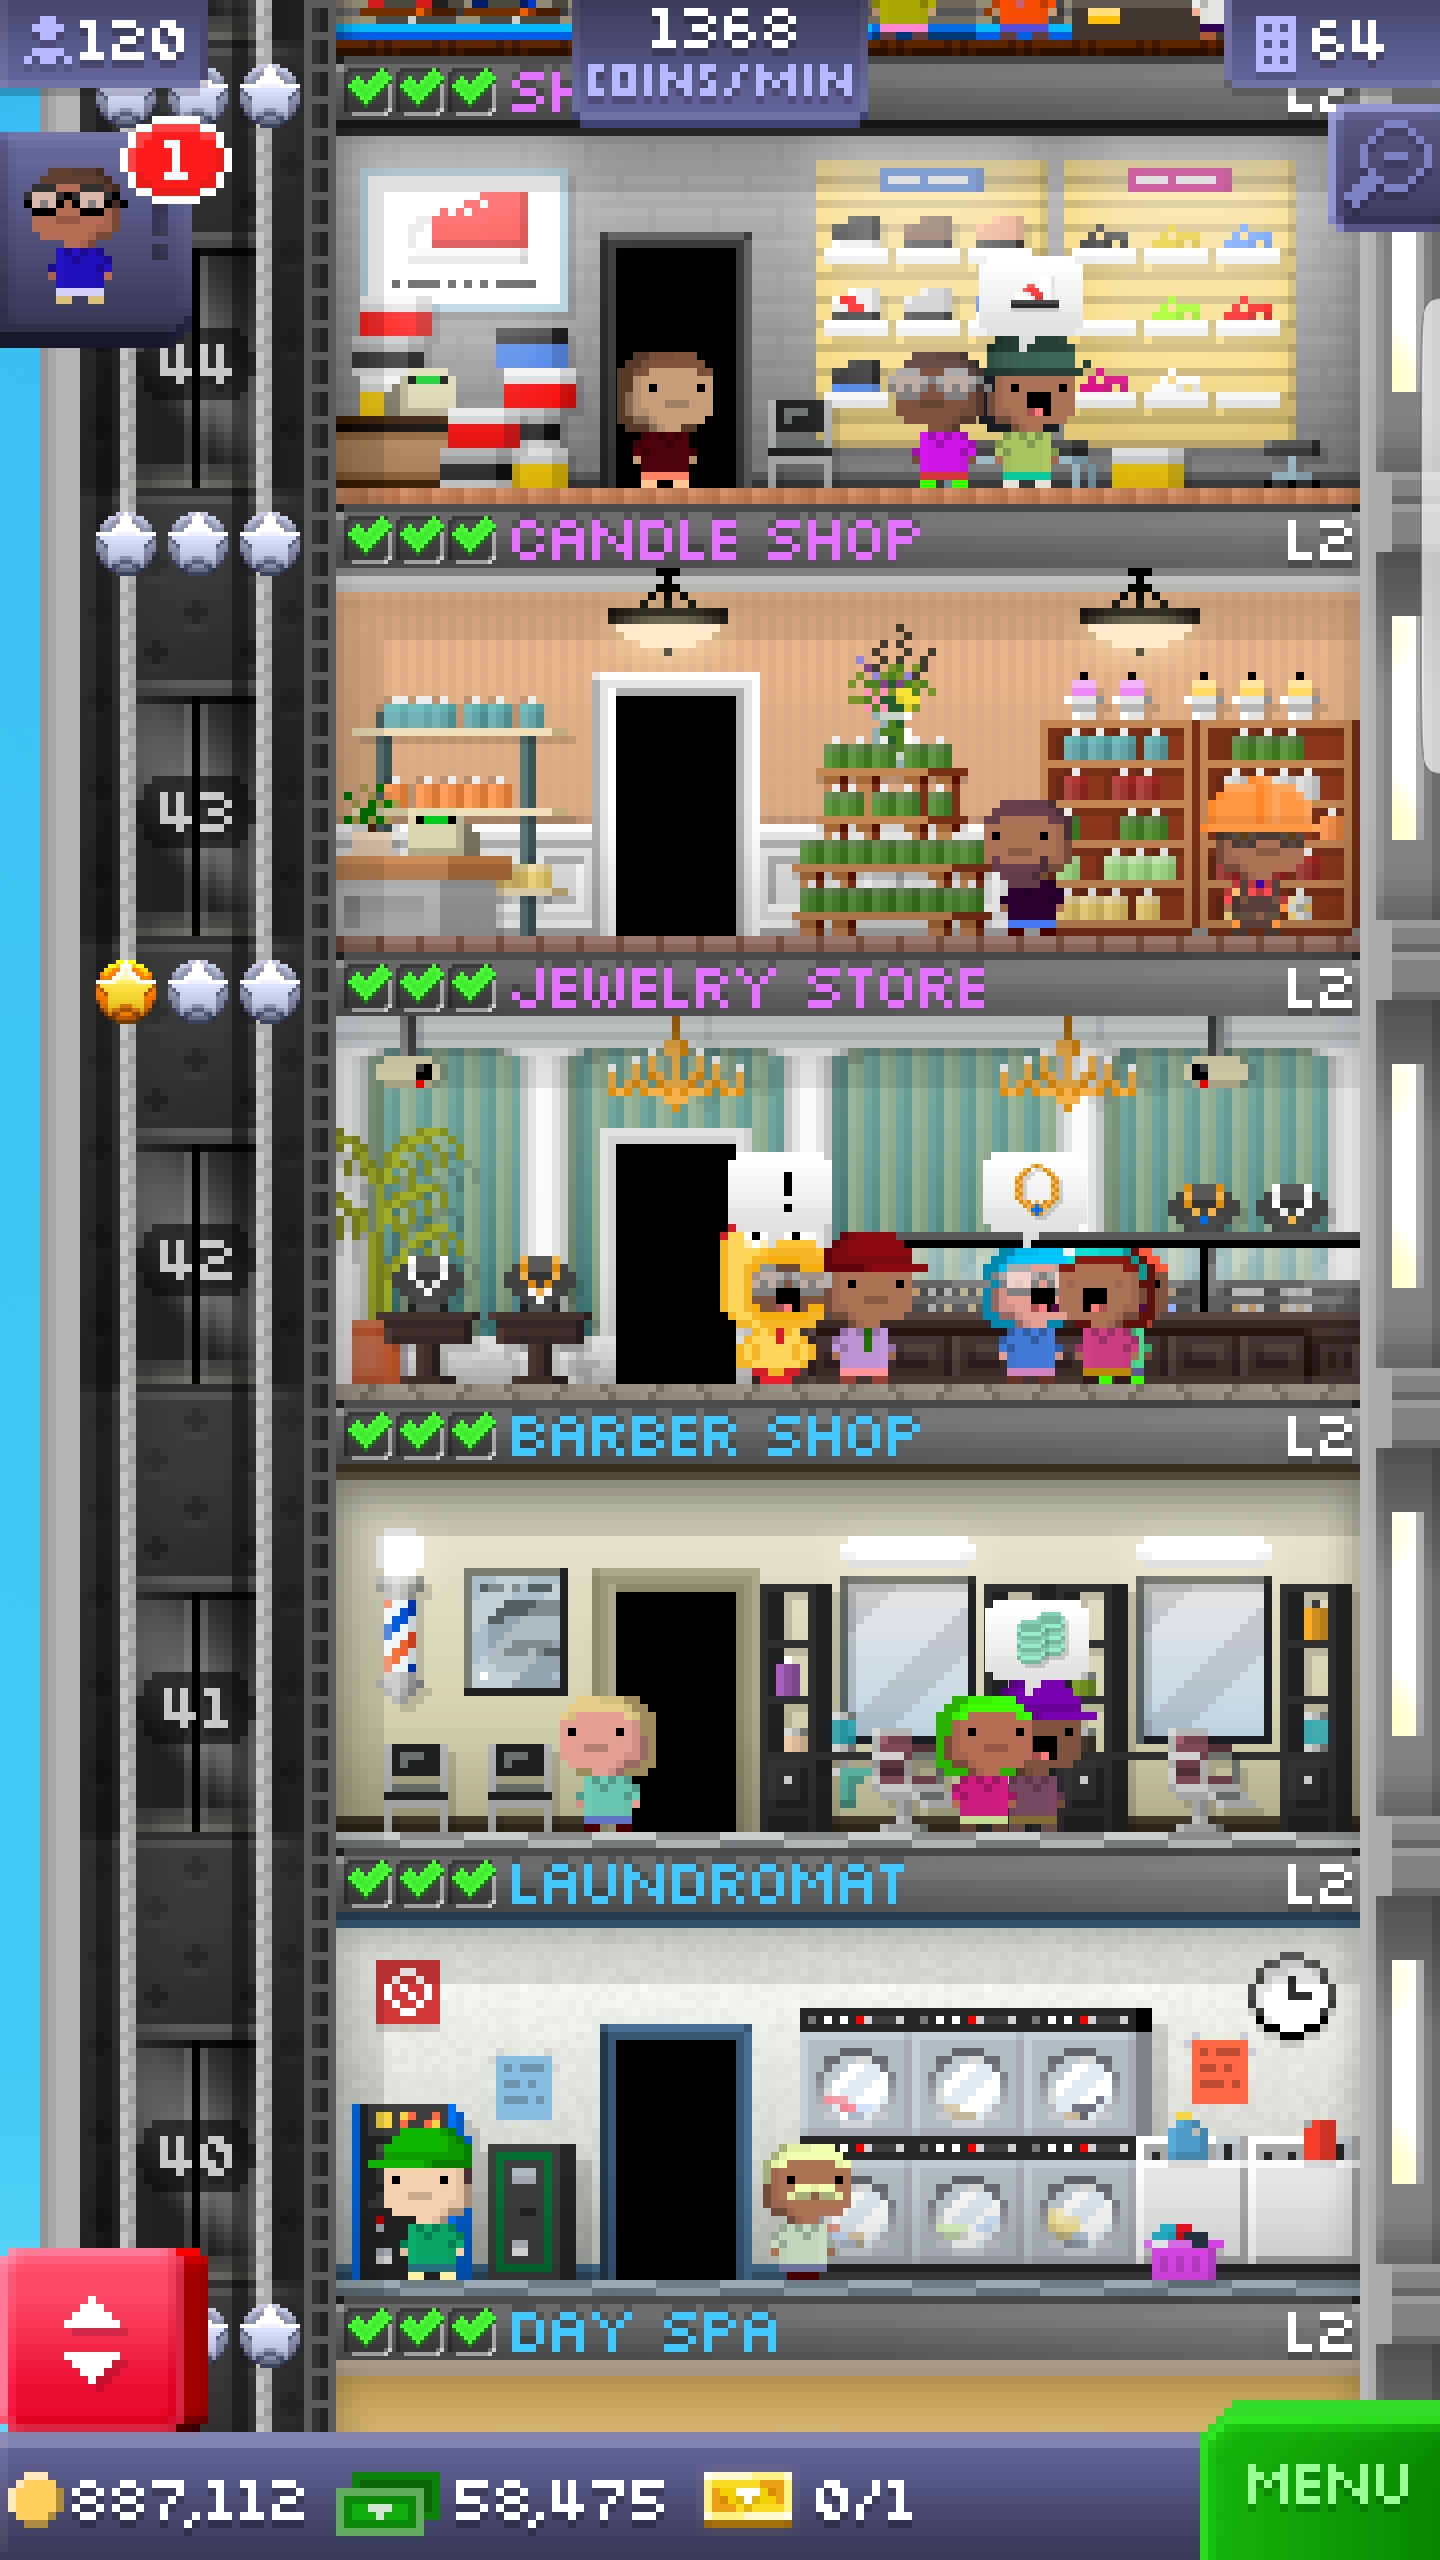 120
1368
COINS/MIN
64
SH
L2
1
44
CANDLE SHOP L2
43
JEWELRY STORE L2
42
!
BARBER SHOP L2
41
LAUNDROMAT L2
40
DAY SPA L2
887,112 58,475 0/1
MENU